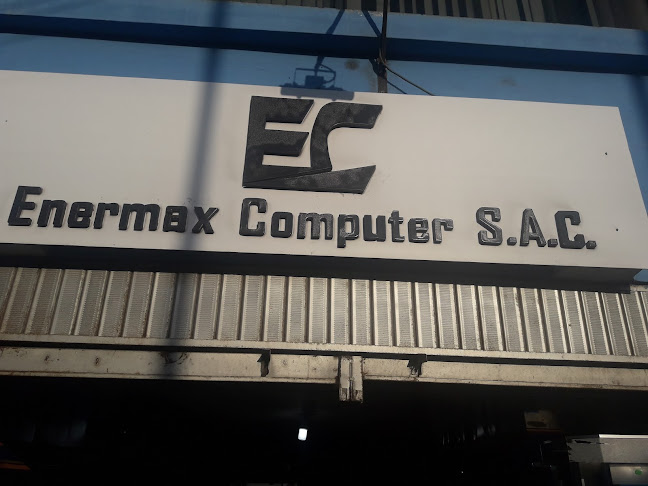 EC
Enermax Computer S.A.C.